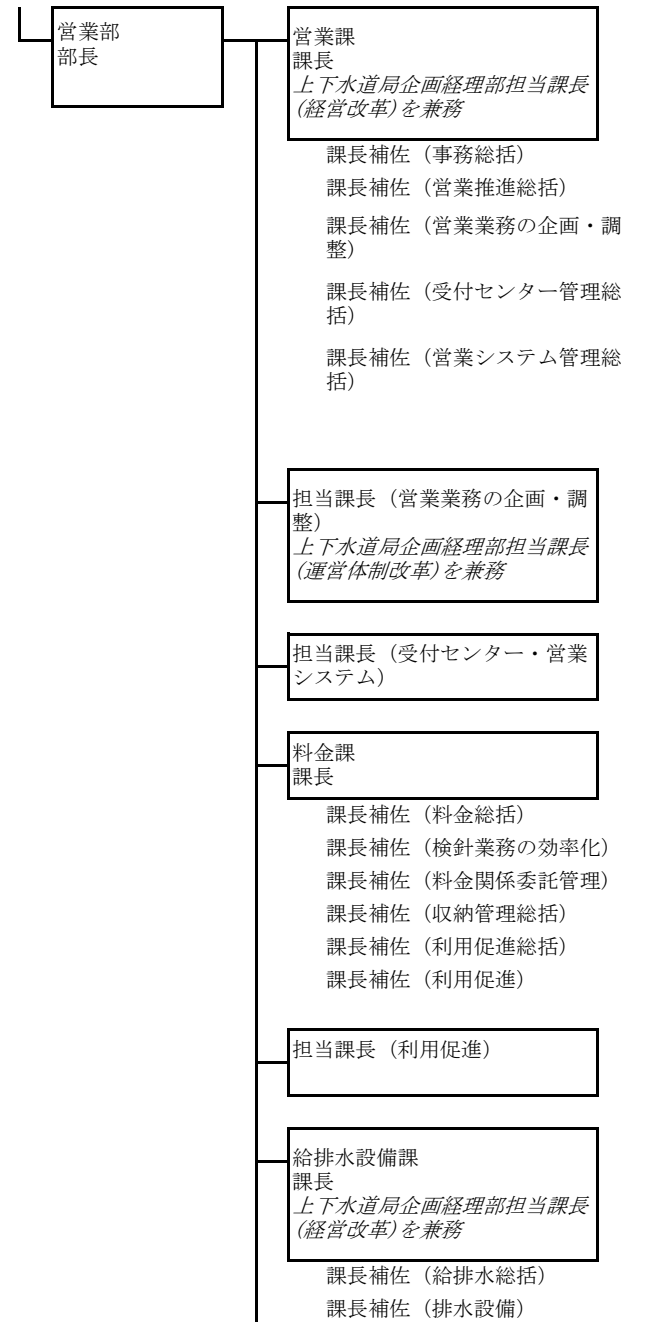 営業部
部長
営業課
課長
上下水道局企画経理部担当課長
(経営改革)を兼務
課長補佐（事務総括）
課長補佐（営業推進総括）
課長補佐（営業業務の企画・調
整）
課長補佐（受付センター管理総
括）
課長補佐（営業システム管理総
括）
担当課長（営業業務の企画・調
整）
上下水道局企画経理部担当課長
(運営体制改革)を兼務
担当課長（受付センター・営業
システム）
料金課
課長
課長補佐（料金総括）
課長補佐（検針業務の効率化）
課長補佐（料金関係委託管理）
課長補佐（収納管理総括）
課長補佐（利用促進総括）
課長補佐（利用促進）
担当課長（利用促進）
給排水設備課
課長
上下水道局企画経理部担当課長
(経営改革)を兼務
課長補佐（給排水総括）
課長補佐（排水設備）